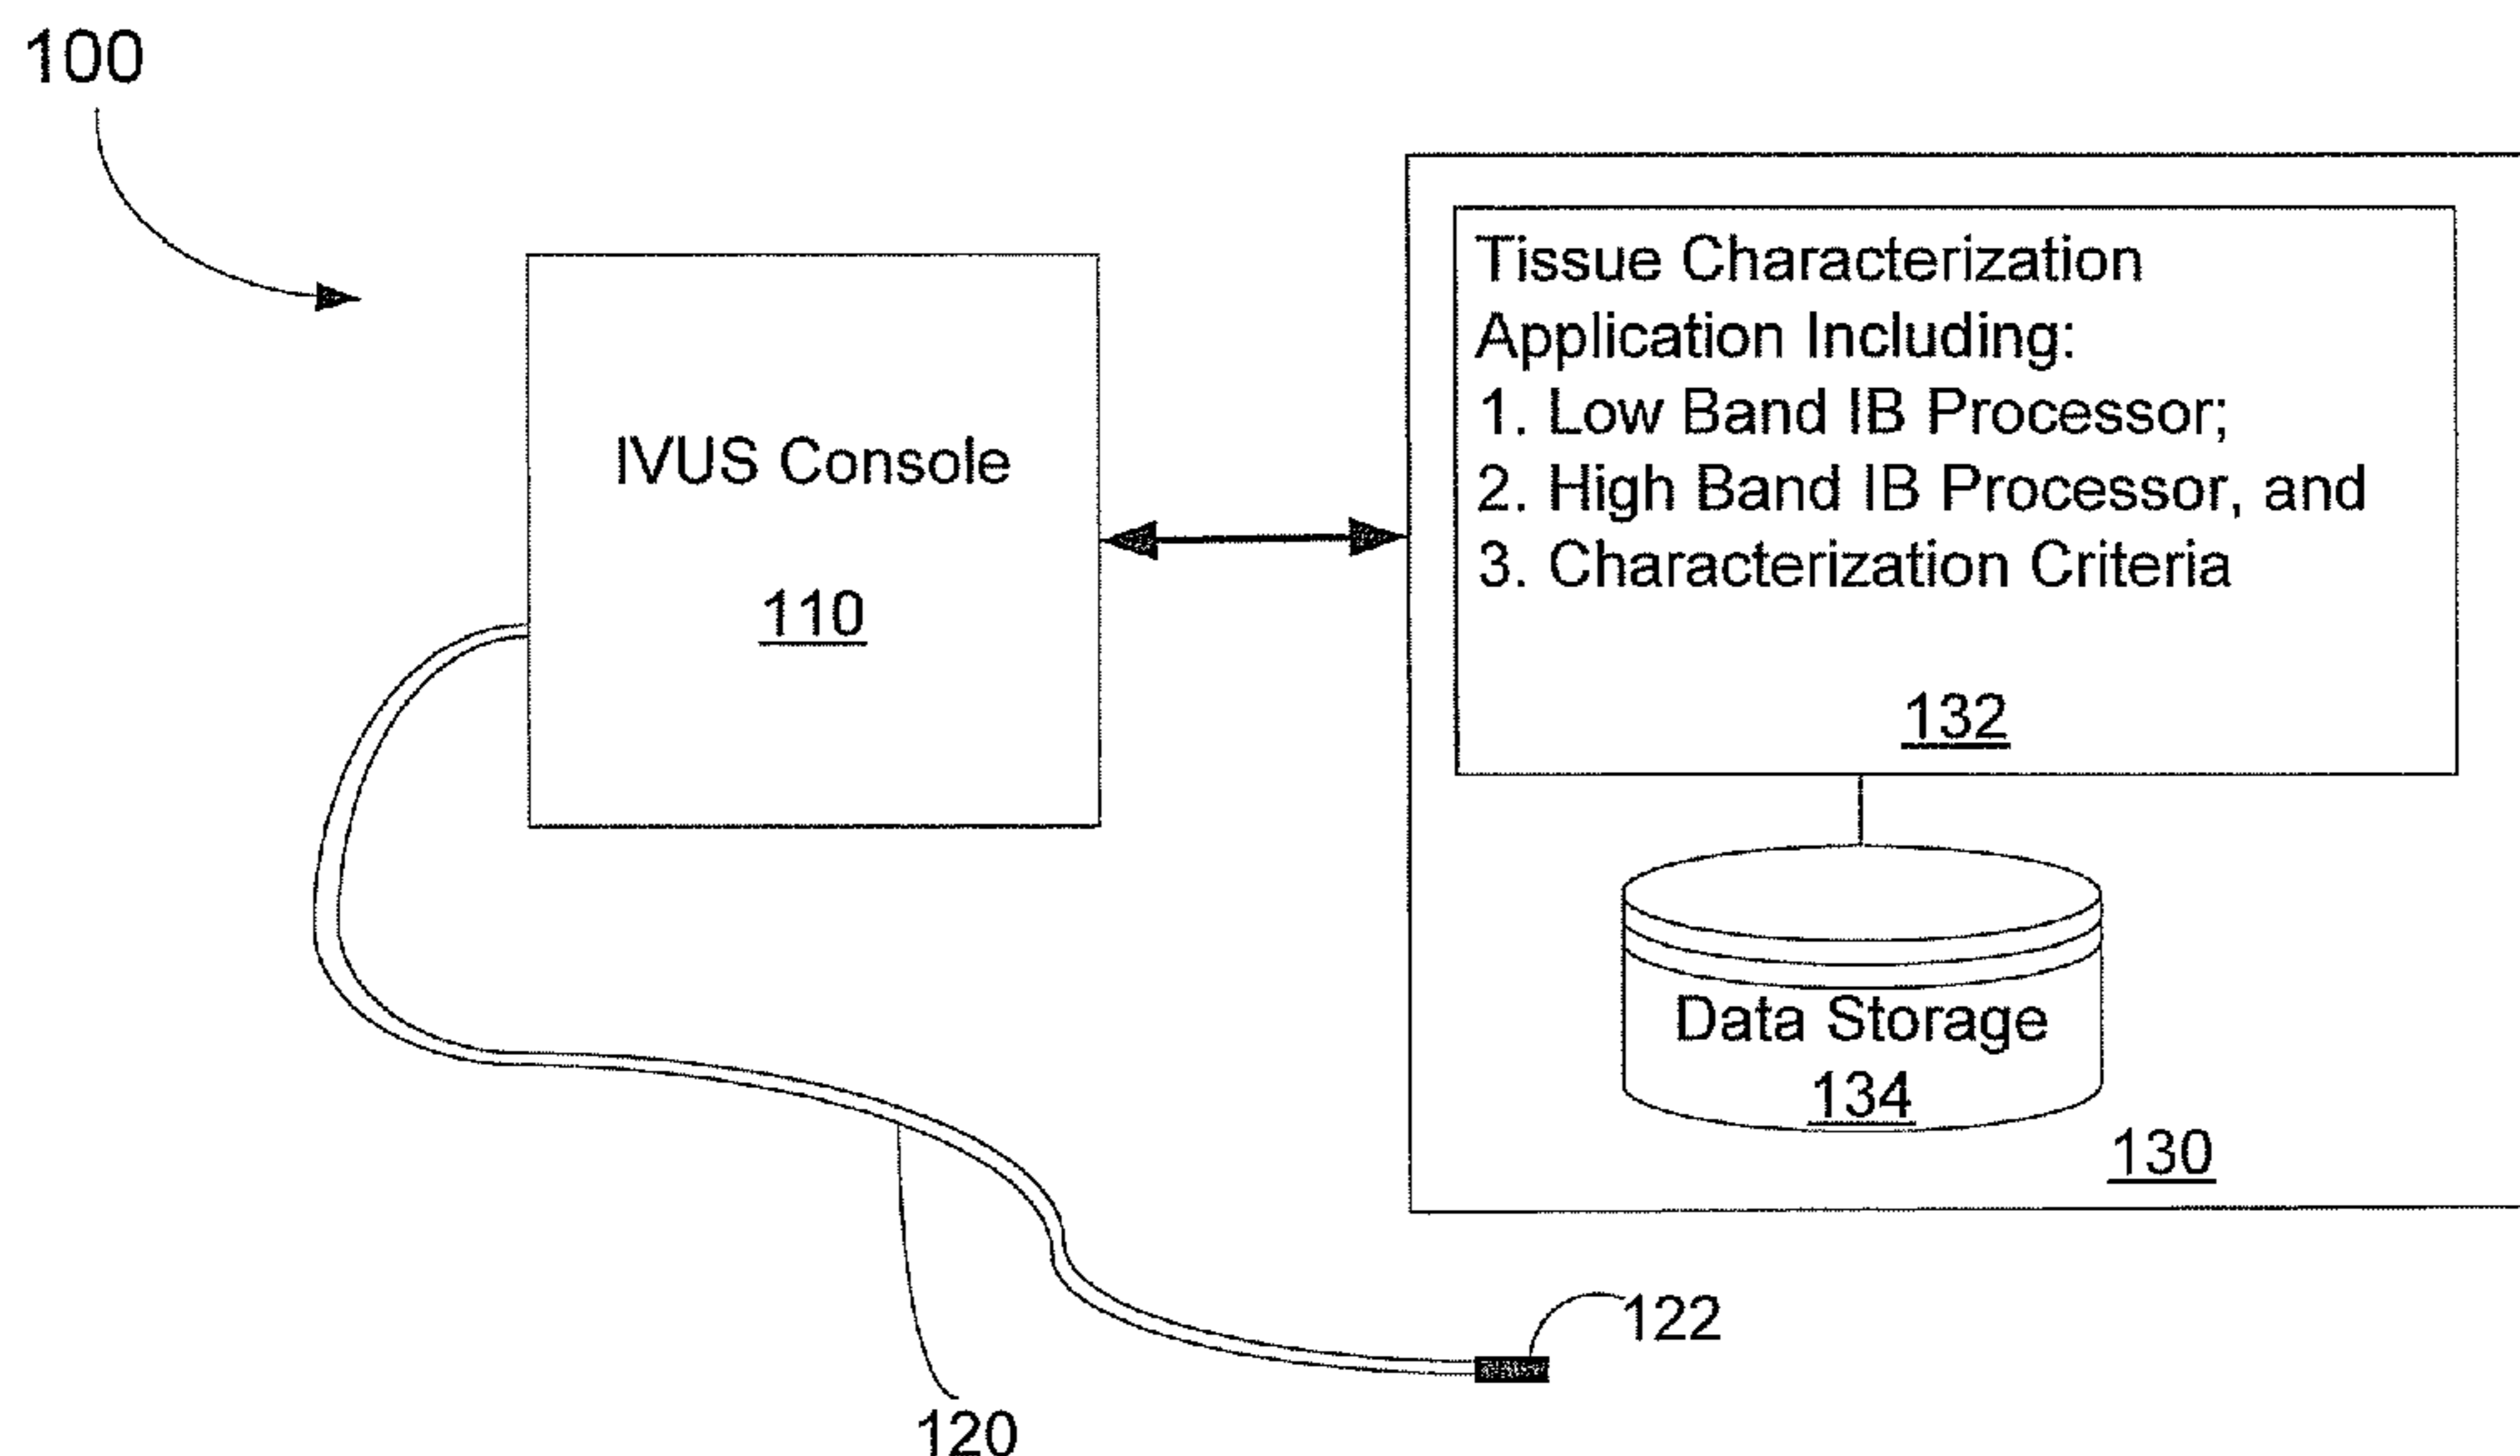 100
IVUS Console
110
Tissue Characterization
Application Including:
1. Low Band IB Processor;
2. High Band IB Processor, and
3. Characterization Criteria
132
Data Storage
134
130
122
120